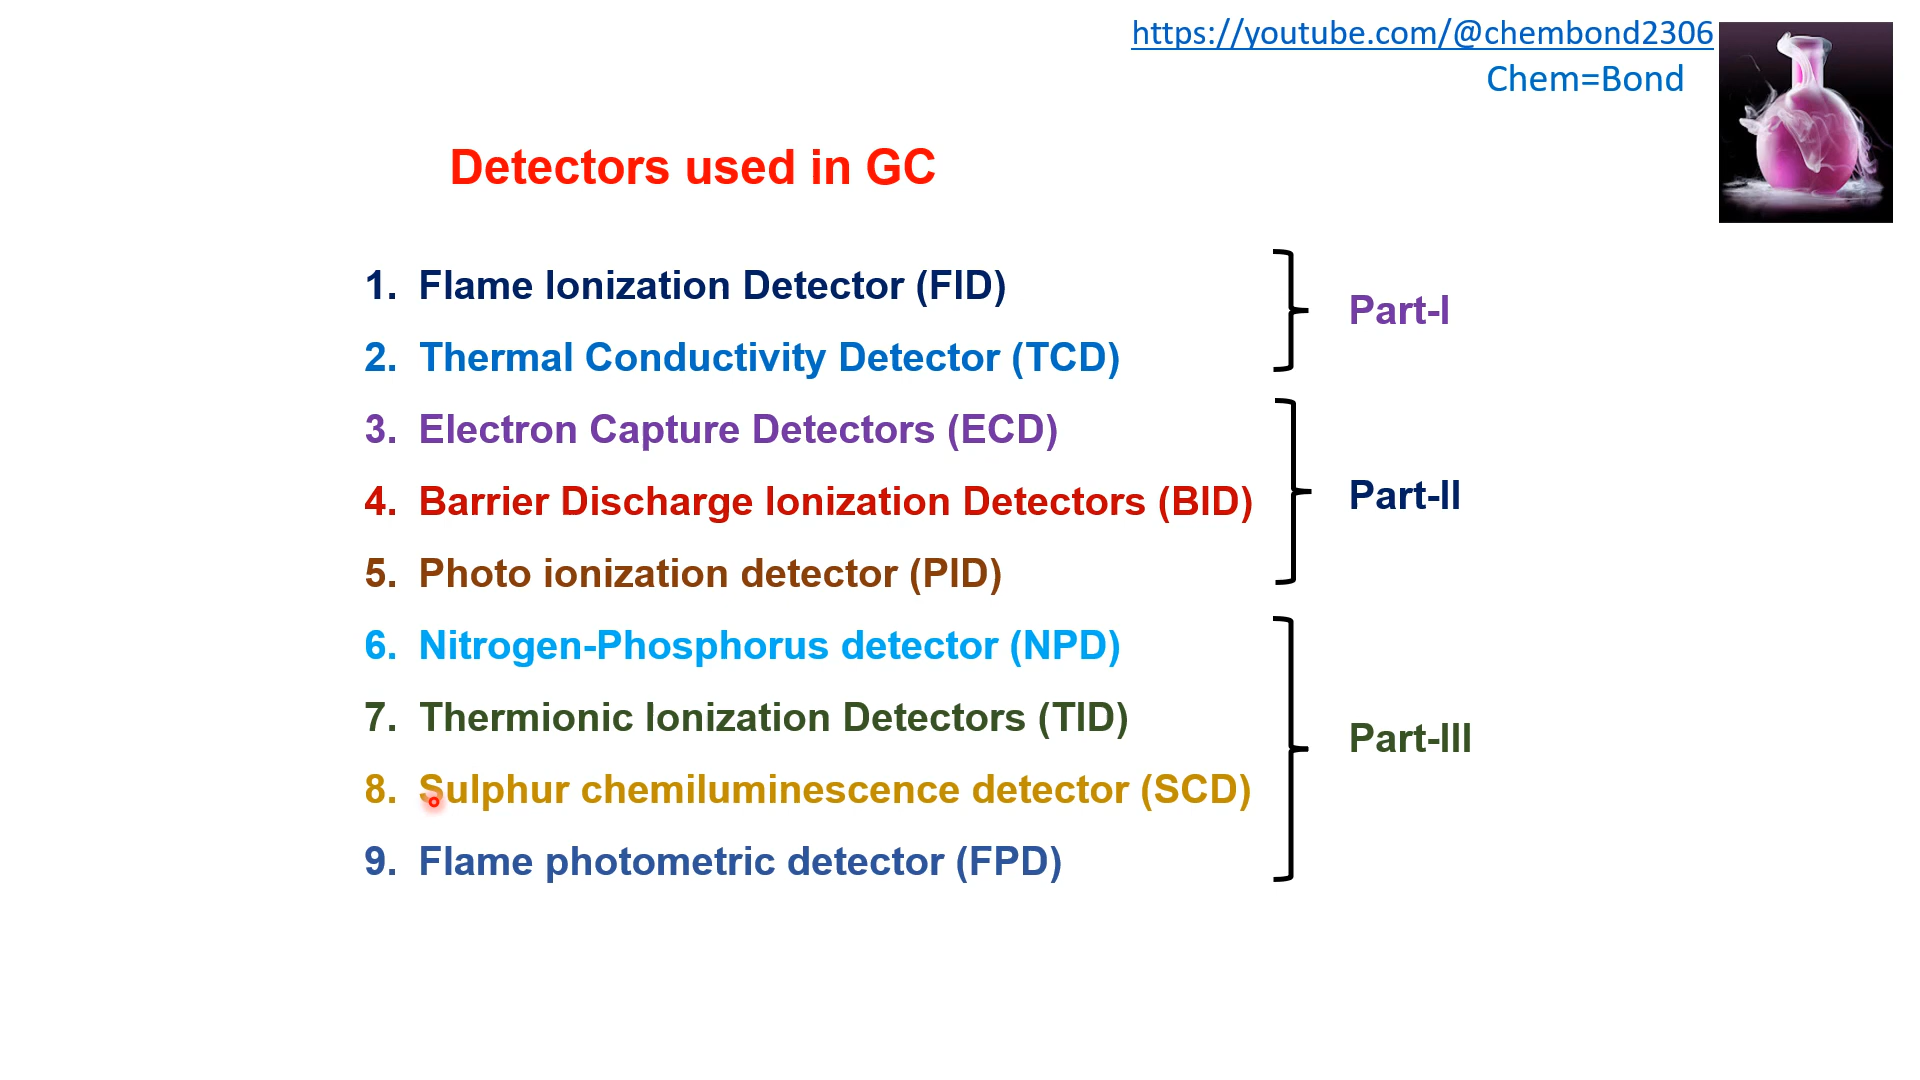 https://youtube.com/@chembond2306
Chem=Bond
Detectors used in GC
1. Flame Ionization Detector (FID)
2. Thermal Conductivity Detector (TCD)
Part-I
3. Electron Capture Detectors (ECD)
4. Barrier Discharge Ionization Detectors (BID)
5. Photo ionization detector (PID)
Part-II
6. Nitrogen-Phosphorus detector (NPD)
7. Thermionic Ionization Detectors (TID)
8. Sulphur chemiluminescence detector (SCD)
9. Flame photometric detector (FPD)
Part-III